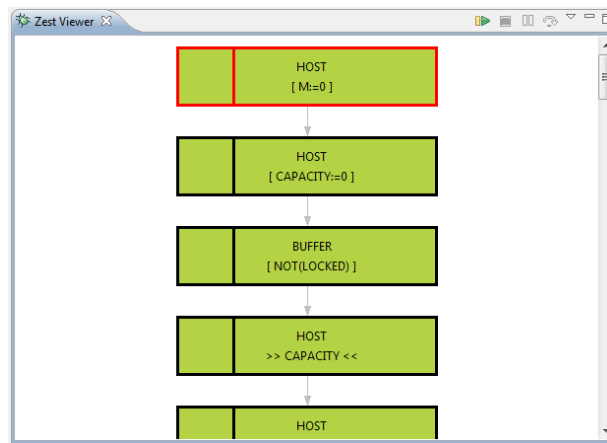 Zest Viewer
HOST
[ M:=0 ]
HOST
[ CAPACITY:=0 ]
BUFFER
[ NOT(LOCKED) ]
HOST
>> CAPACITY <<
HOST